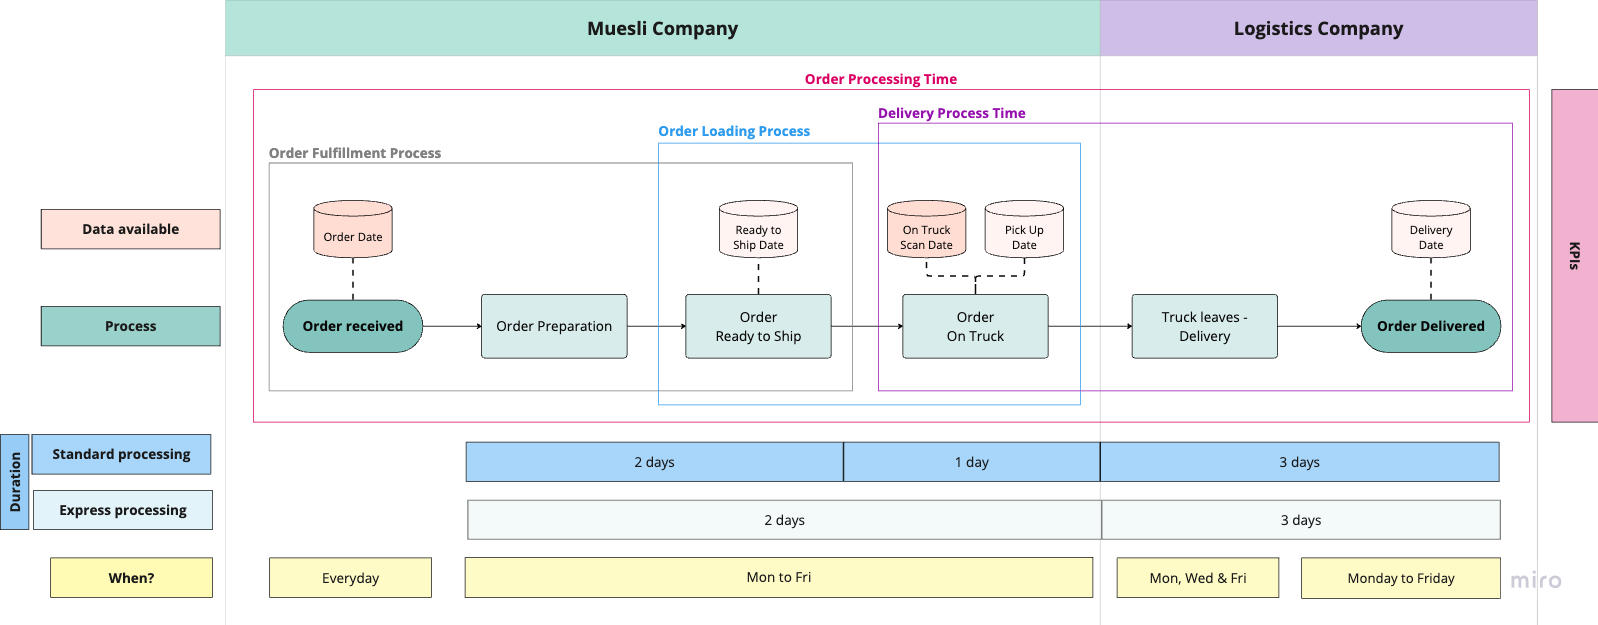 Muesli Company
Logistics Company
Order Processing Time
Delivery Process Time
Order Loading Process
Order Fulfillment Process
Data available
Order Date
Ready to
Ship Date
On Truck
Scan Date
Pick Up
Date
Delivery
Date
KPIs
Process
Order received
Order Preparation
Order
Ready to Ship
Order
On Truck
Truck leaves -
Delivery
Order Delivered
Duration
Standard processing
2 days
1 day
3 days
Express processing
2 days
3 days
When?
Everyday
Mon to Fri
Mon, Wed & Fri
Monday to Friday
miro